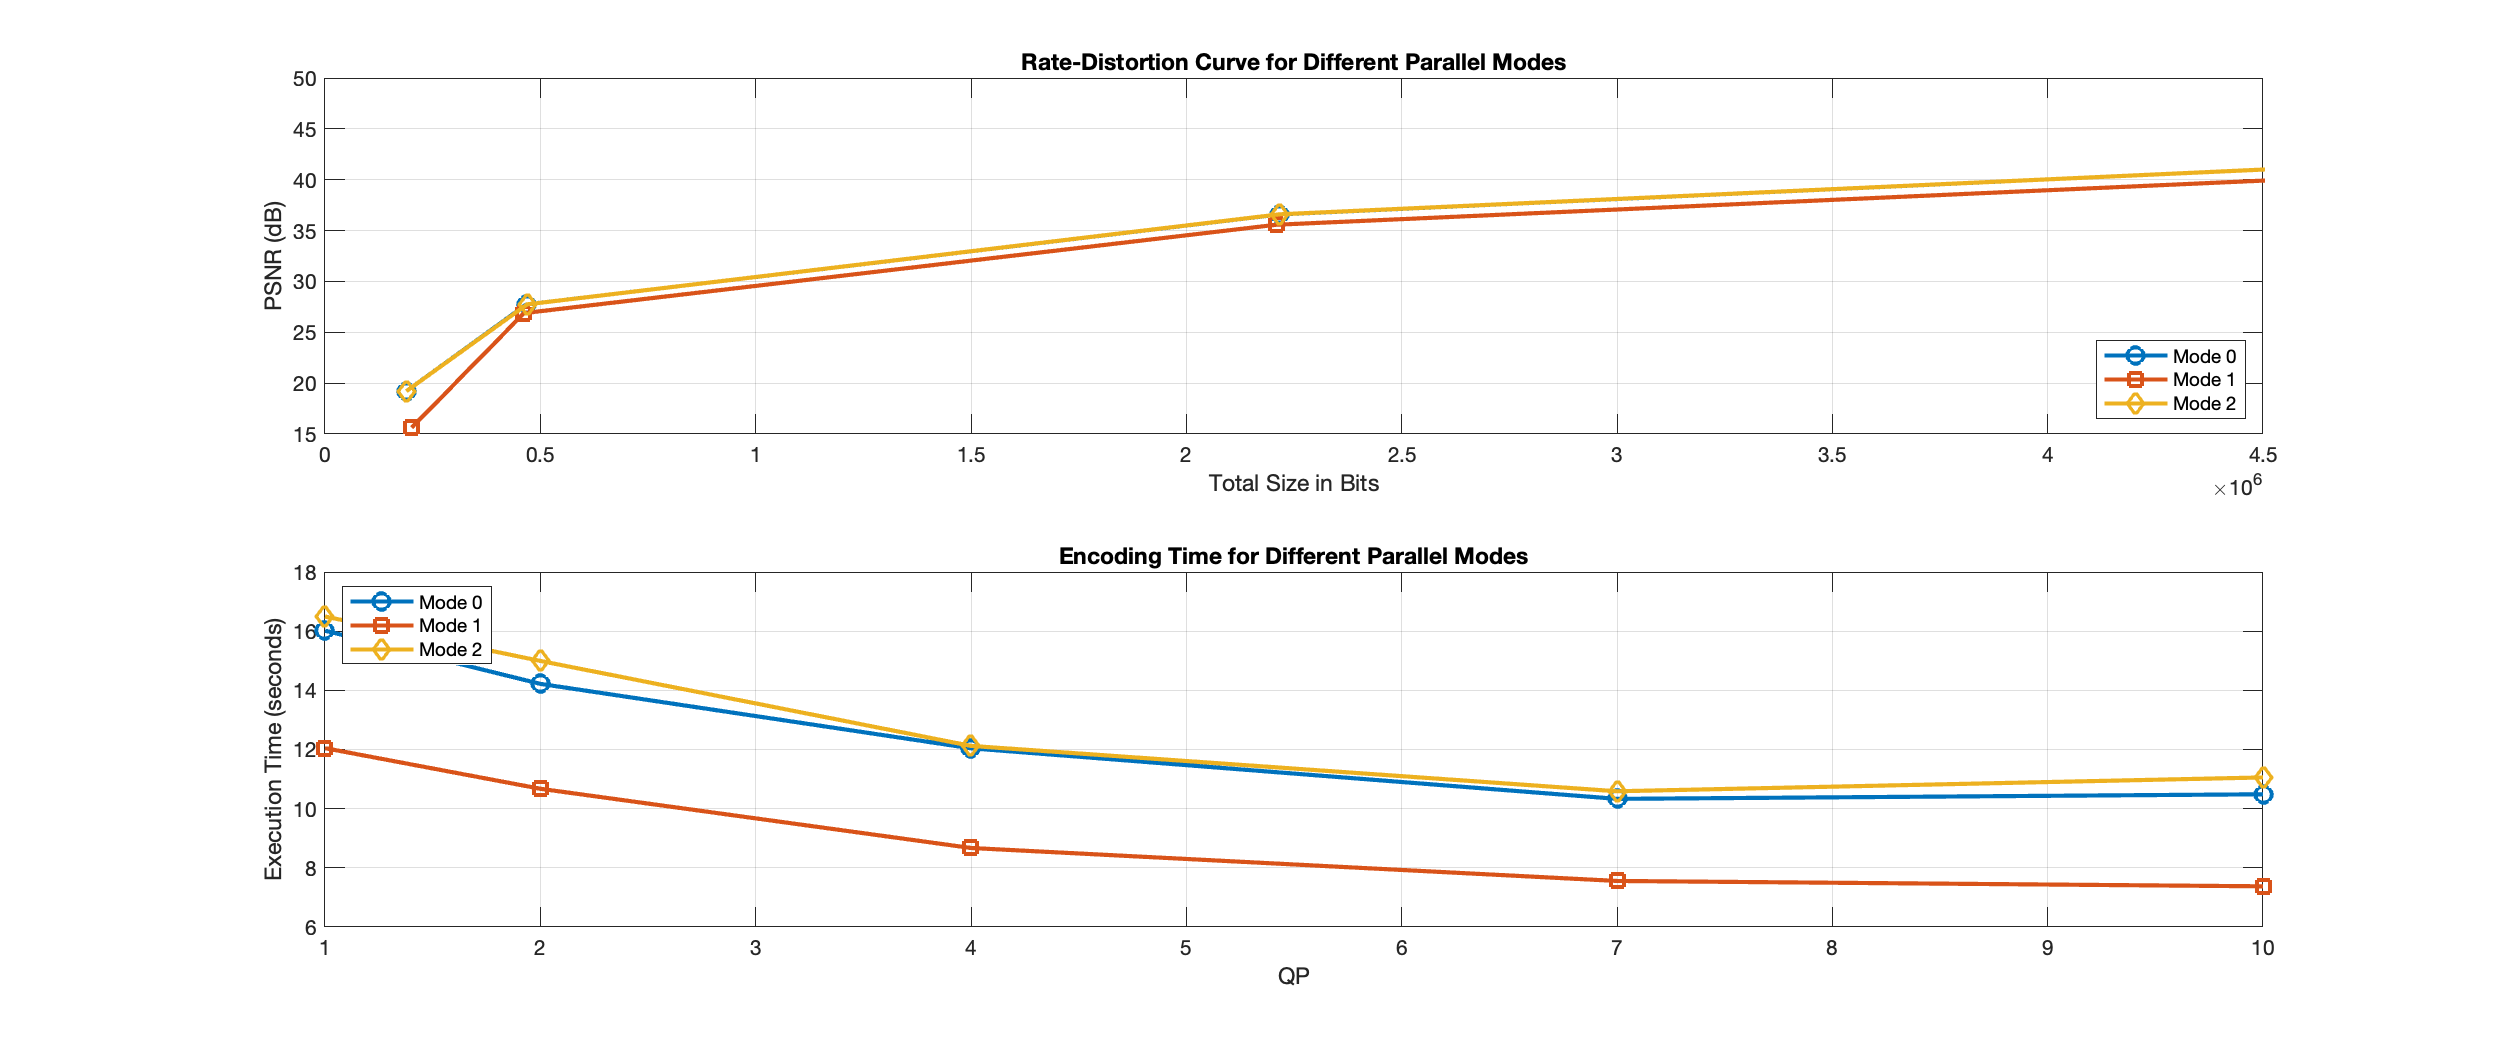 Rate-Distortion Curve for Different Parallel Modes
50
45
40
35
30
25
20
15
PSNR (dB)
0 0.5 1 1.5 2 2.5 3 3.5 4 4.5
Total Size in Bits
×10^6
Mode 0
Mode 1
Mode 2
Encoding Time for Different Parallel Modes
18
16
14
12
10
8
6
Execution Time (seconds)
Mode 0
Mode 1
Mode 2
1 2 3 4 5 6 7 8 9 10
QP